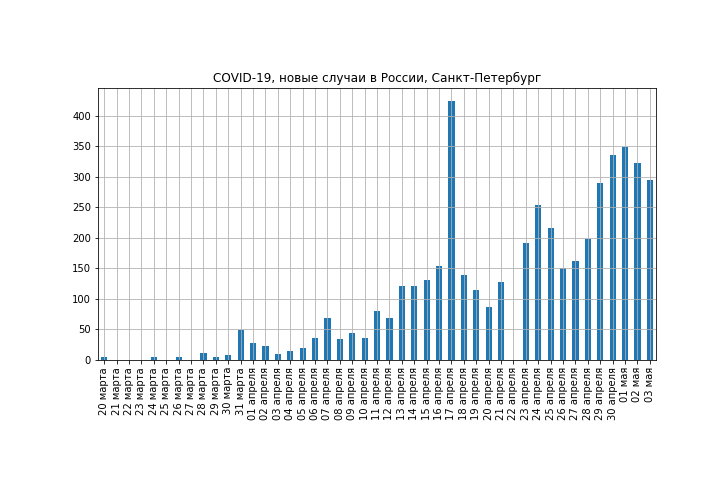 COVID-19, новые случаи в России, Санкт-Петербург
400
350
300
250
200
150
100
50
0
20 марта
21 марта
22 марта
23 марта
24 марта
25 марта
26 марта
27 марта
28 марта
29 марта
30 марта
31 марта
01 апреля
02 апреля
03 апреля
04 апреля
05 апреля
06 апреля
07 апреля
08 апреля
09 апреля
10 апреля
11 апреля
12 апреля
13 апреля
14 апреля
15 апреля
16 апреля
17 апреля
18 апреля
19 апреля
20 апреля
21 апреля
22 апреля
23 апреля
24 апреля
25 апреля
26 апреля
27 апреля
28 апреля
29 апреля
30 апреля
01 мая
02 мая
03 мая